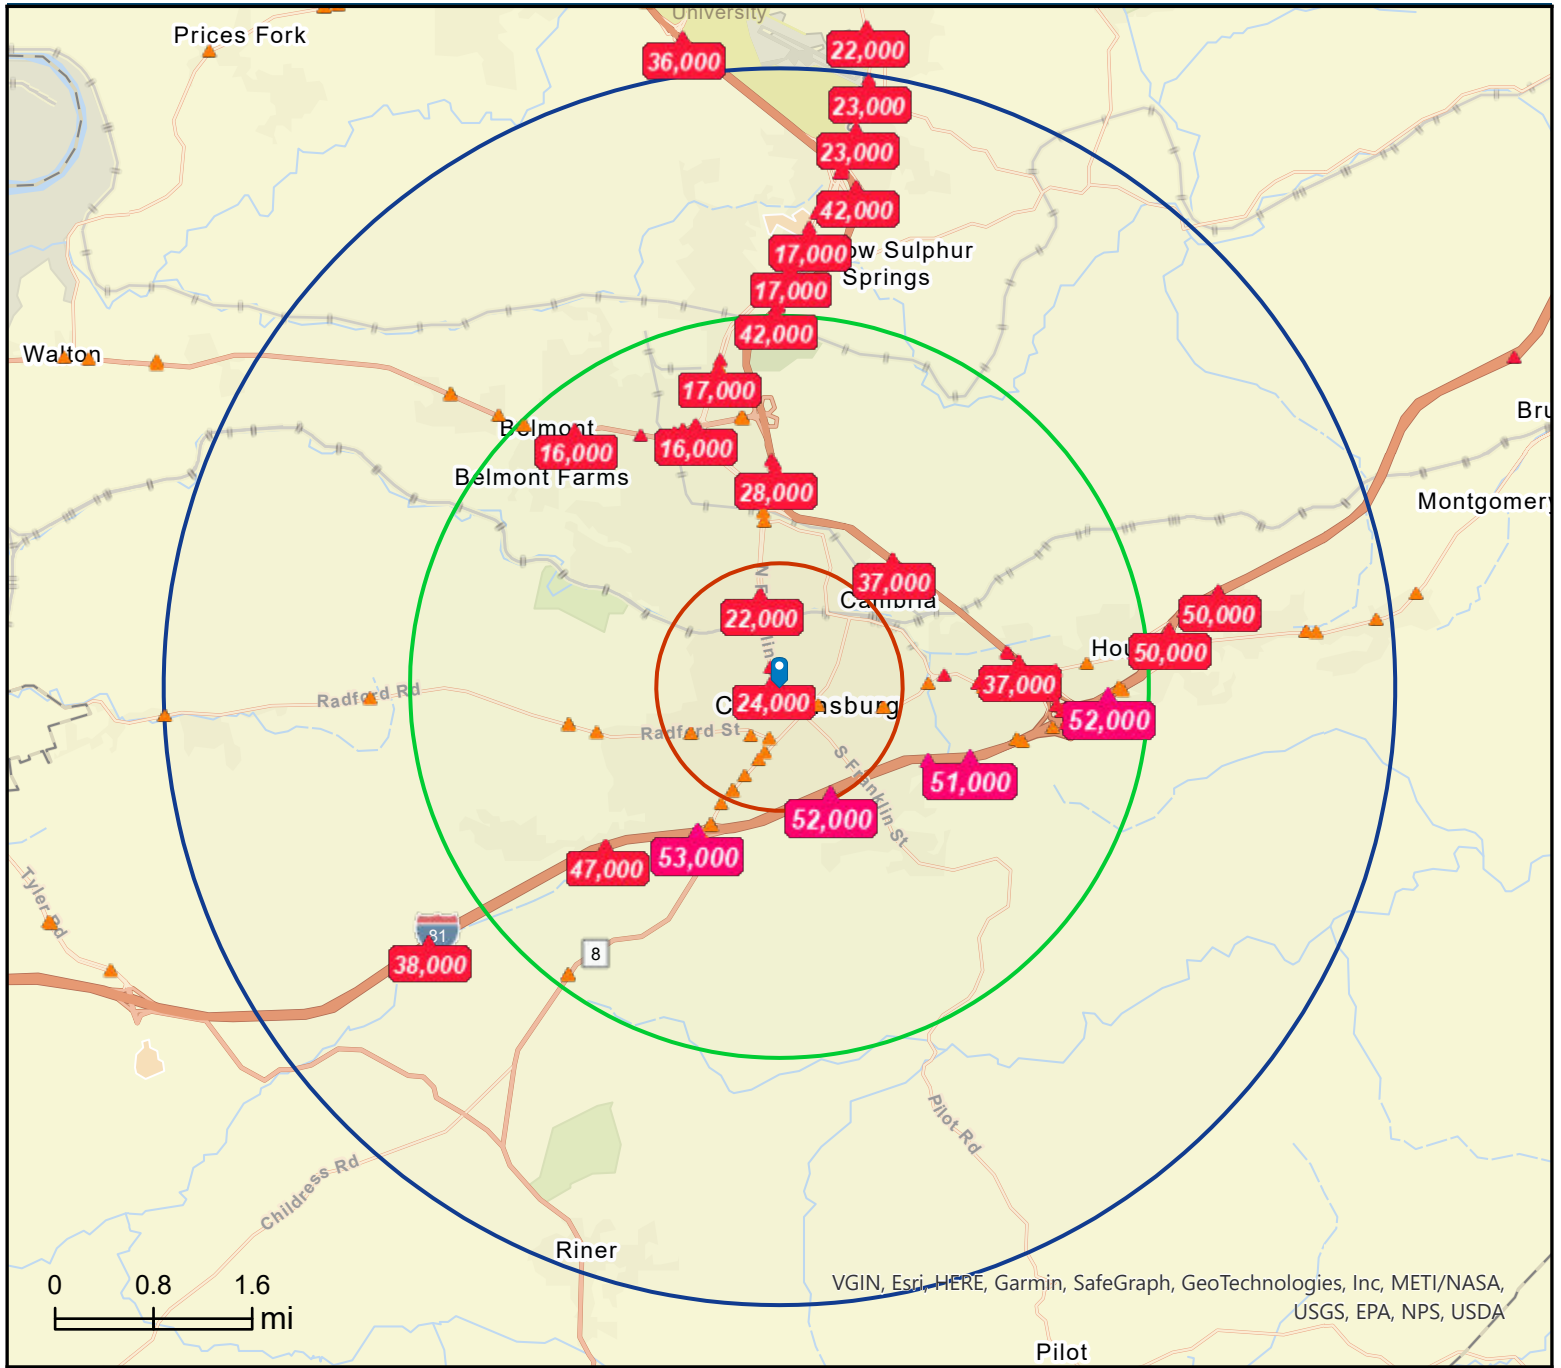 University
Prices Fork
36,000
22,000
23,000
23,000
42,000
17,000
ow Sulphur
Springs
17,000
42,000
Walton
17,000
Belmont
16,000
16,000
Belmont Farms
28,000
Montgomery
37,000
Cambria
22,000
50,000
50,000
37,000
Radford Rd
24,000
52,000
Radford St
S Franklin St
51,000
52,000
53,000
47,000
Tyler Rd
81
38,000
8
Pilot Rd
Childress Rd
Riner
0 0.8 1.6
mi
VGIN, Esri, HERE, Garmin, SafeGraph, GeoTechnologies, Inc, METI/NASA,
USGS, EPA, NPS, USDA
Pilot